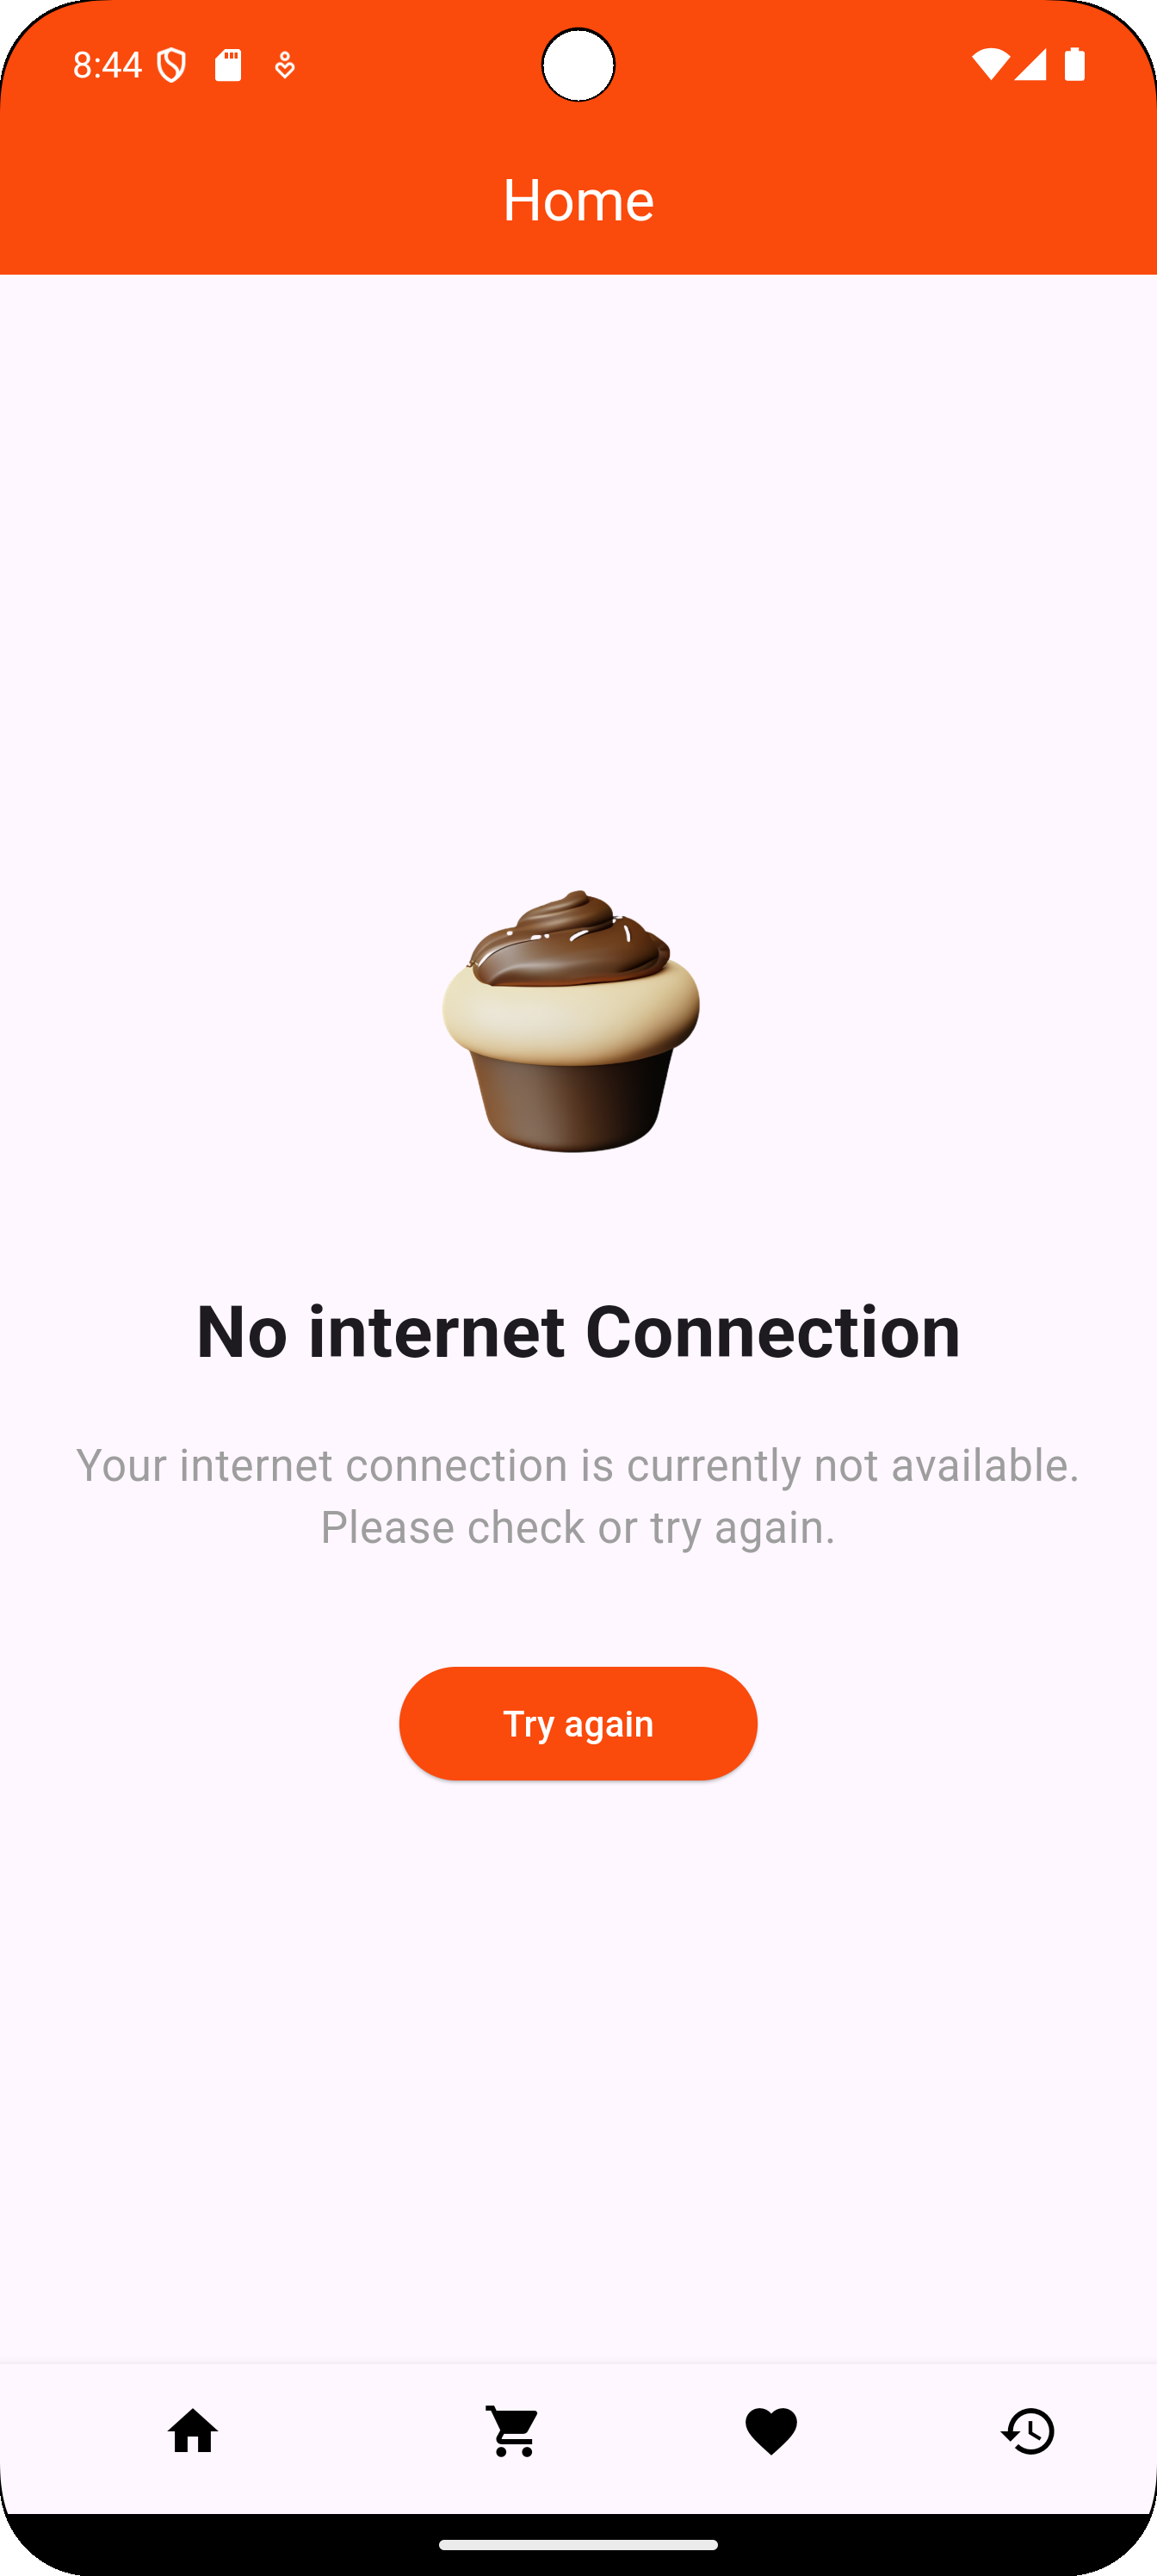 8:44
Home
No internet Connection
Your internet connection is currently not available.
Please check or try again.
Try again